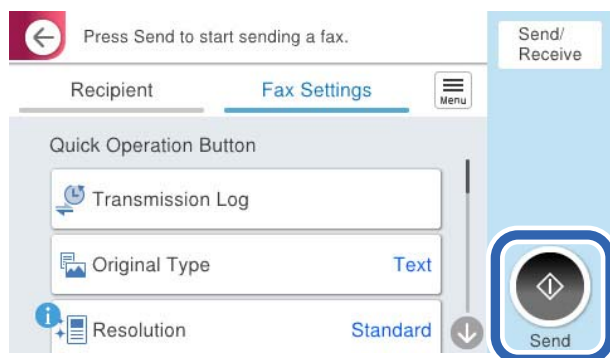 Press Send to start sending a fax.
Send/
Receive
Recipient
Fax Settings
Menu
Quick Operation Button
Transmission Log
Original Type
Text
Resolution
Standard
Send